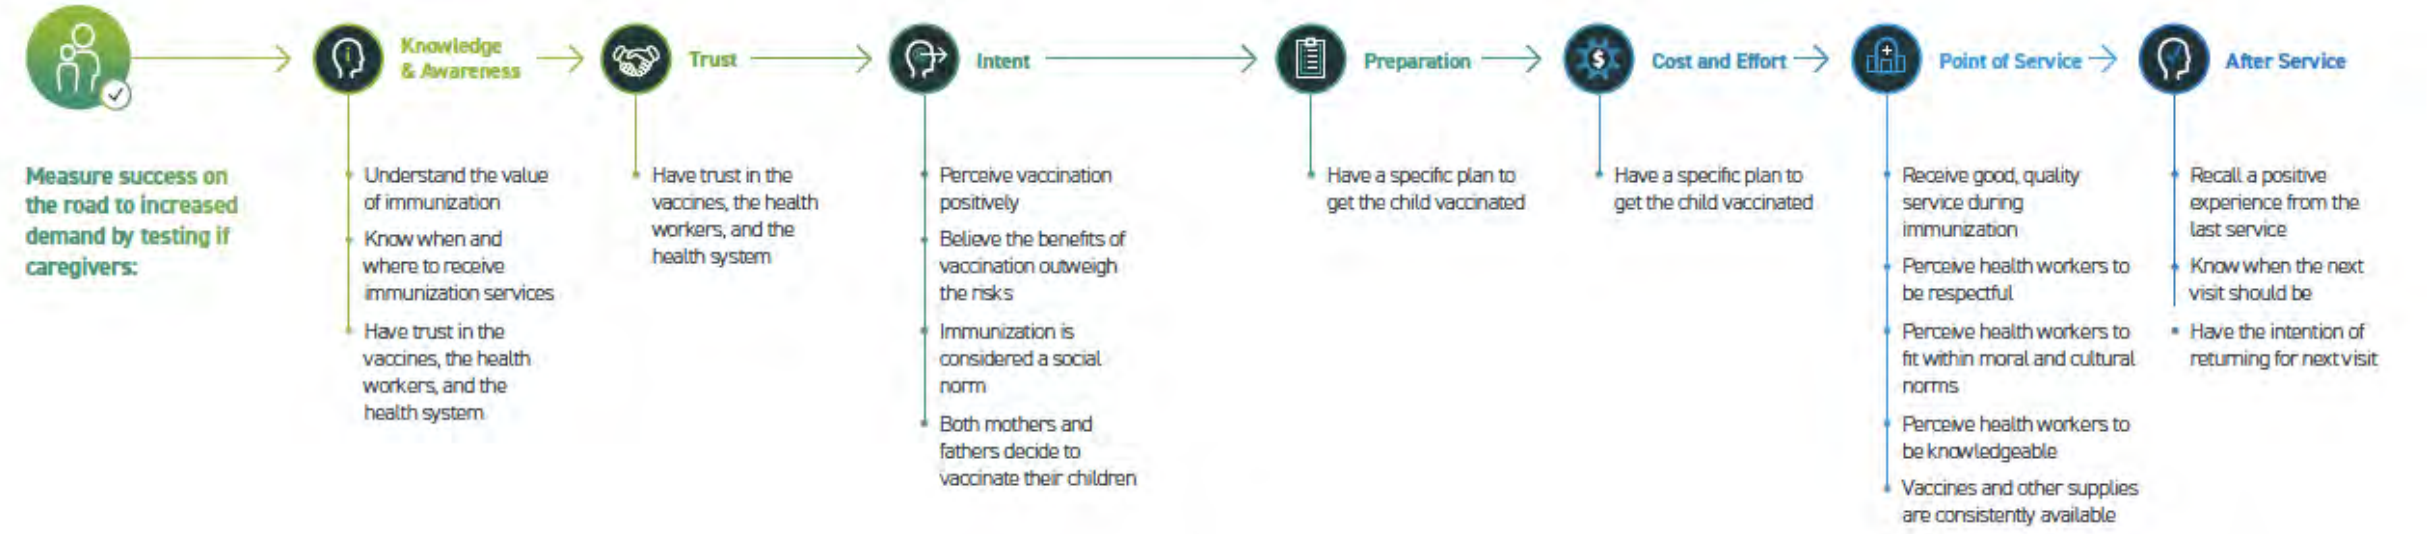 Measure success on
the road to increased
demand by testing if
caregivers:
Knowledge
& Awareness
Understand the value
of immunization
Know when and
where to receive
immunization services
Have trust in the
vaccines, the health
workers, and the
health system
Trust
Have trust in the
vaccines, the health
workers, and the
health system
Intent
Perceive vaccination
positively
Believe the benefits of
vaccination outweigh
the risks
Immunization is
considered a social
norm
Both mothers and
fathers decide to
vaccinate their children
Preparation
Have a specific plan to
get the child vaccinated
$
Cost and Effort
Have a specific plan to
get the child vaccinated
Point of Service
Receive good, quality
service during
immunization
Perceive health workers to
be respectful
Perceive health workers to
fit within moral and cultural
norms
Perceive health workers to
be knowledgeable
Vaccines and other supplies
are consistently available
After Service
Recall a positive
experience from the
last service
Know when the next
visit should be
Have the intention of
returning for next visit